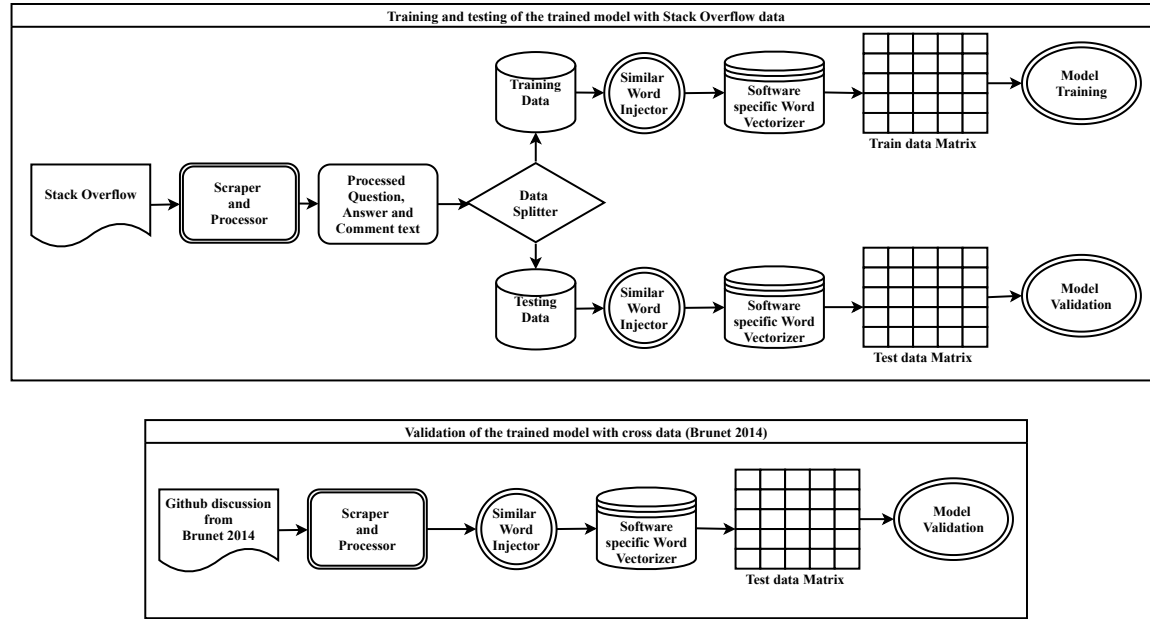 Training and testing of the trained model with Stack Overflow data
Stack Overflow
Scraper
and
Processor
Processed
Question,
Answer and
Comment text
Data
Splitter
Training
Data
Similar
Word
Injector
Software
specific Word
Vectorizer
Train data Matrix
Model
Training
Testing
Data
Similar
Word
Injector
Software
specific Word
Vectorizer
Test data Matrix
Model
Validation
Validation of the trained model with cross data (Brunet 2014)
Github discussion
from
Brunet 2014
Scraper
and
Processor
Similar
Word
Injector
Software
specific Word
Vectorizer
Test data Matrix
Model
Validation